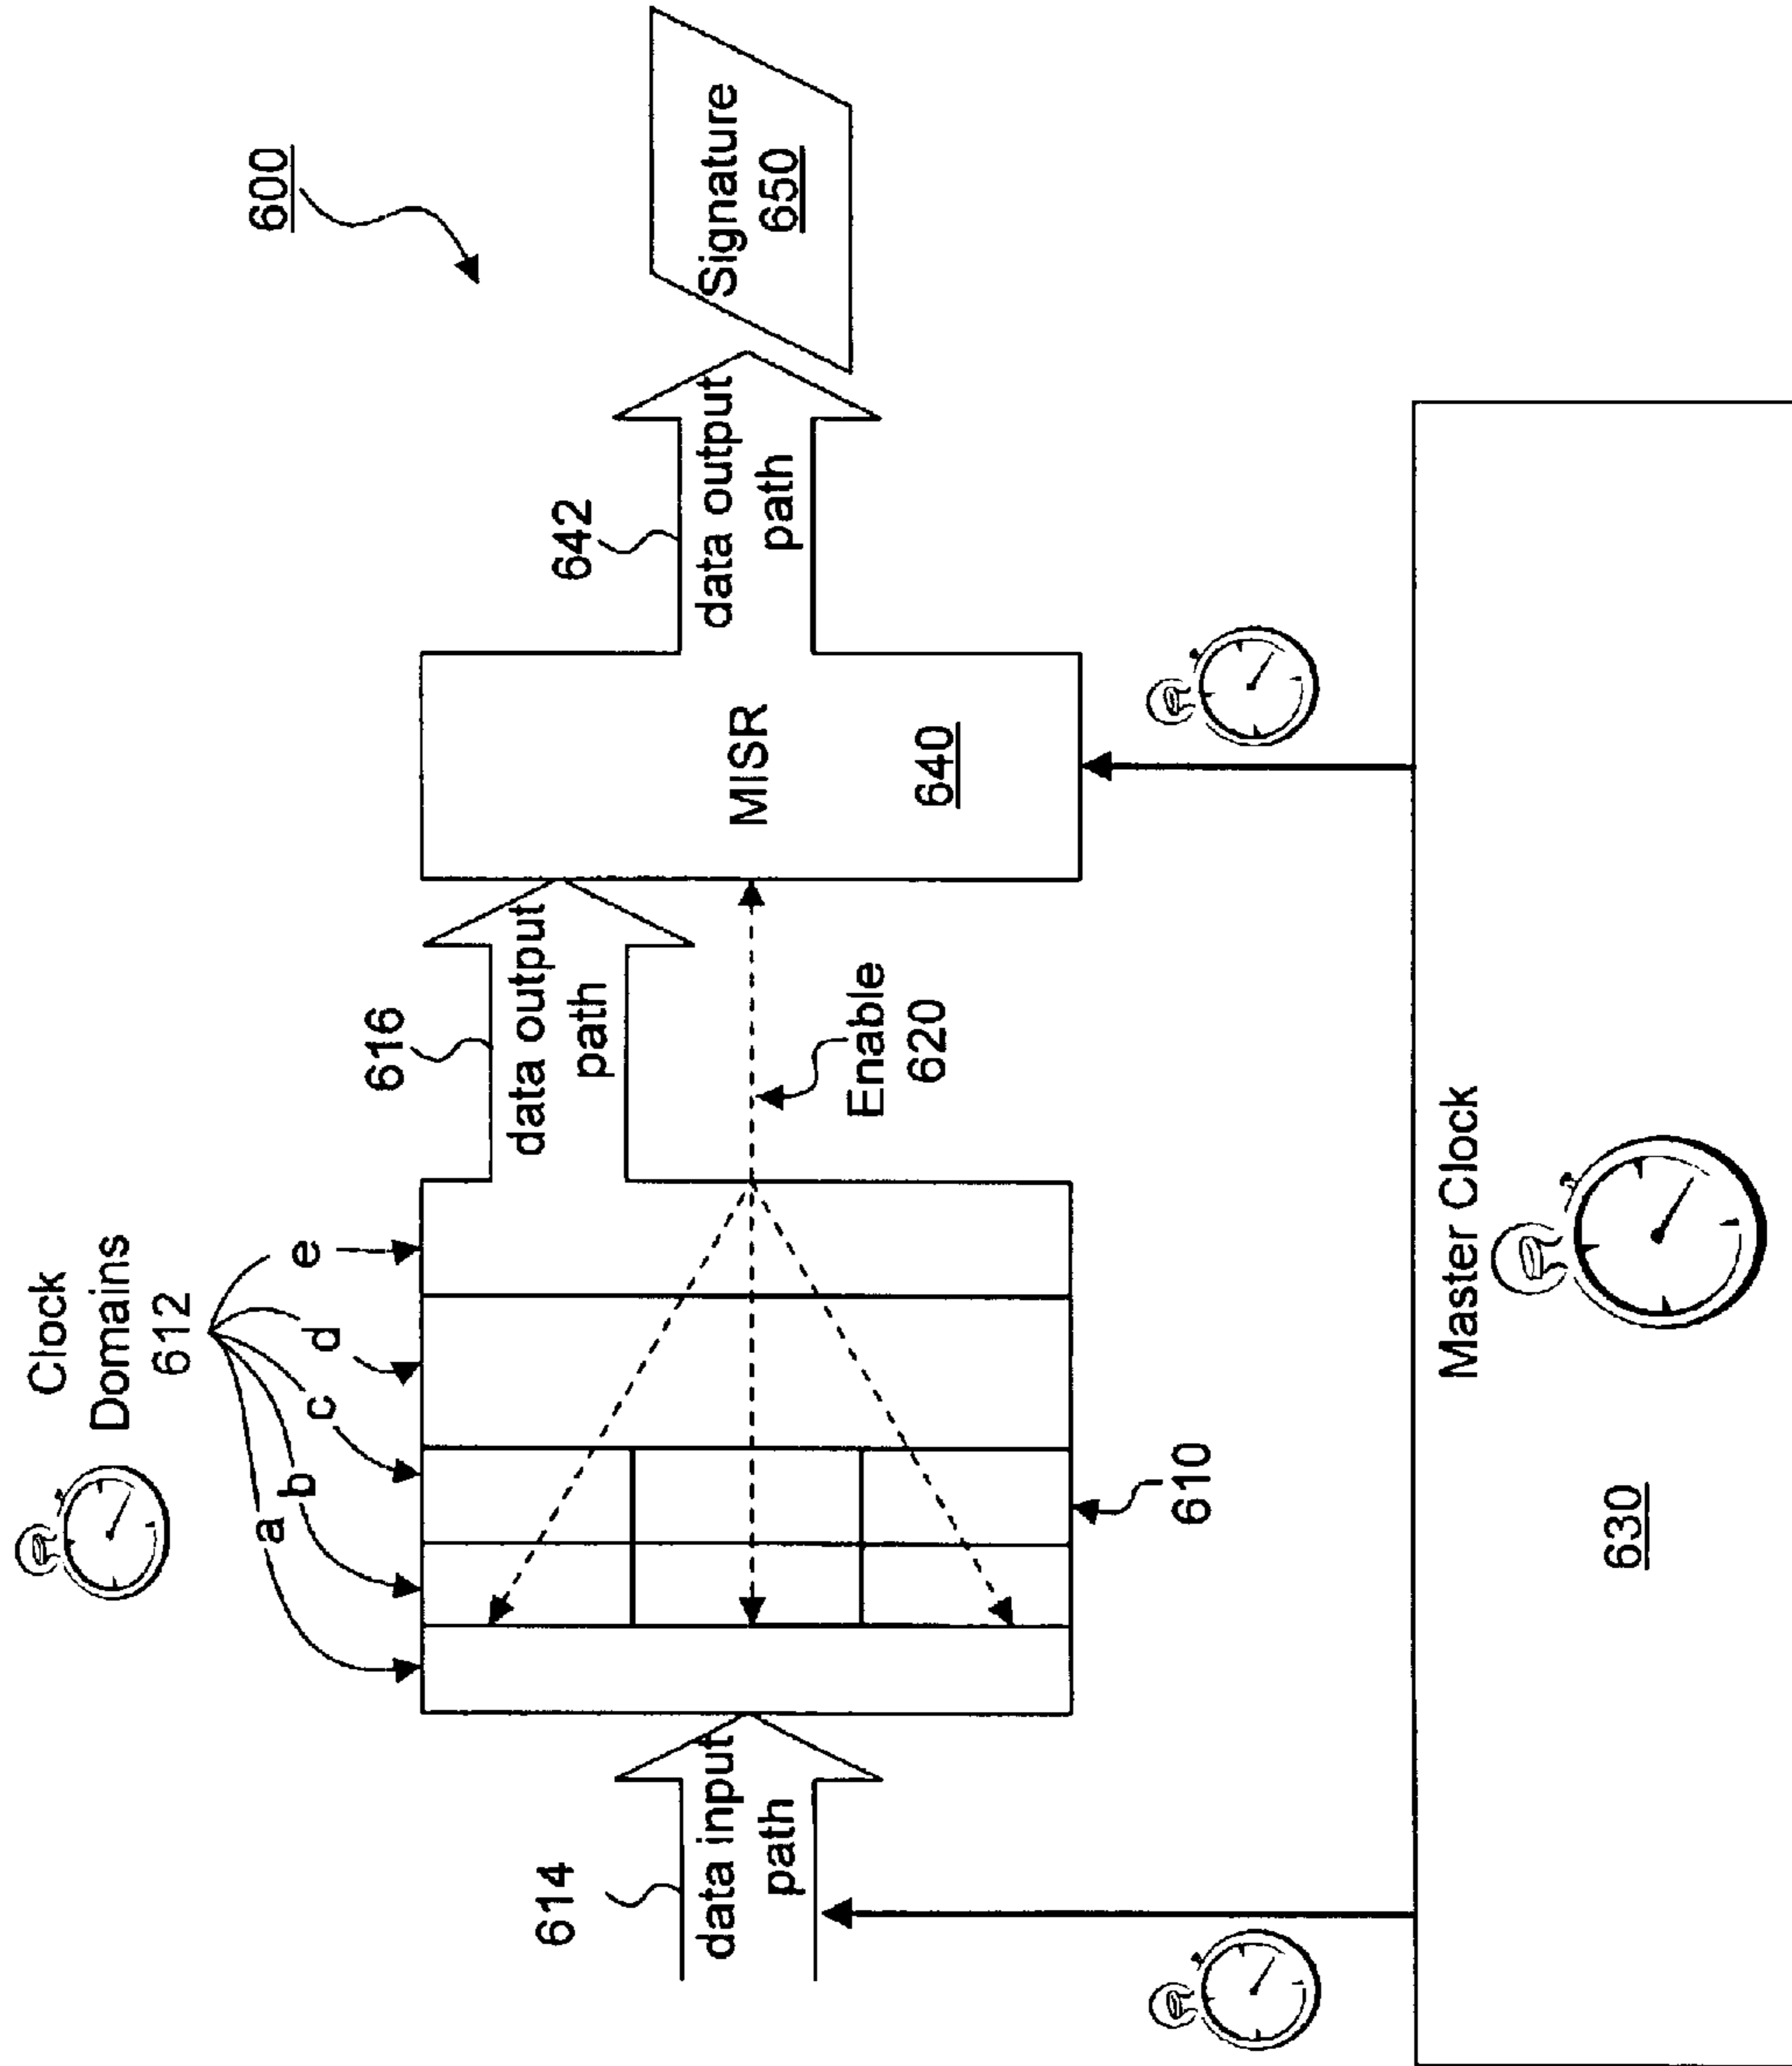 600
Clock
Domains
612
a
b
c
d
e
614
data input
path
610
616
data output
path
Enable
620
MISR
640
642
data output
path
Signature
650
Master Clock
630